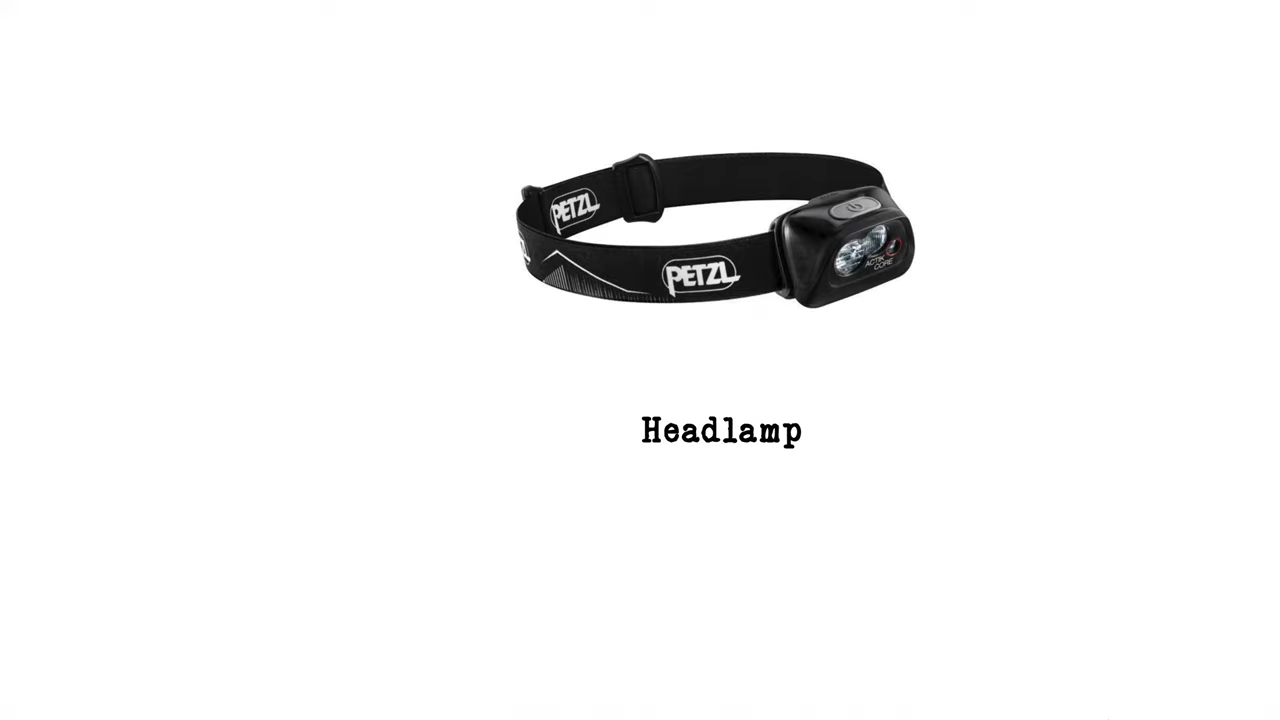 PETZL
PETZL
ACTIK
CORE
Headlamp